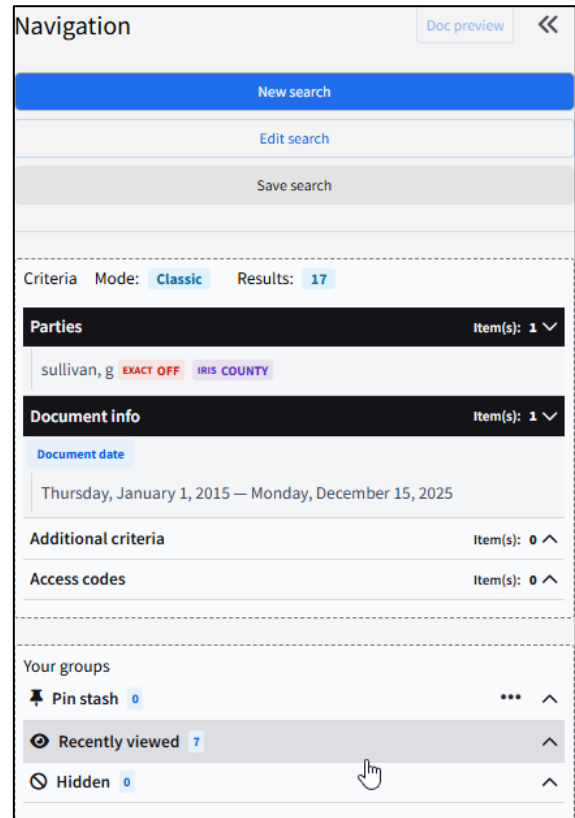 Navigation Doc preview
New search
Edit search
Save search
Criteria Mode: Classic Results: 17
Parties Item(s): 1
sullivan, g EXACT OFF IRIS COUNTY
Document info Item(s): 1
Document date
Thursday, January 1, 2015 — Monday, December 15, 2025
Additional criteria Item(s): 0
Access codes Item(s): 0
Your groups
Pin stash 0
Recently viewed 7
Hidden 0